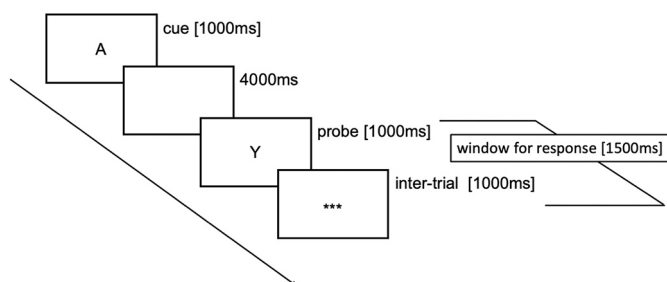 A
cue [1000ms]
4000ms
Y
probe [1000ms]
window for response [1500ms]
***
inter-trial [1000ms]